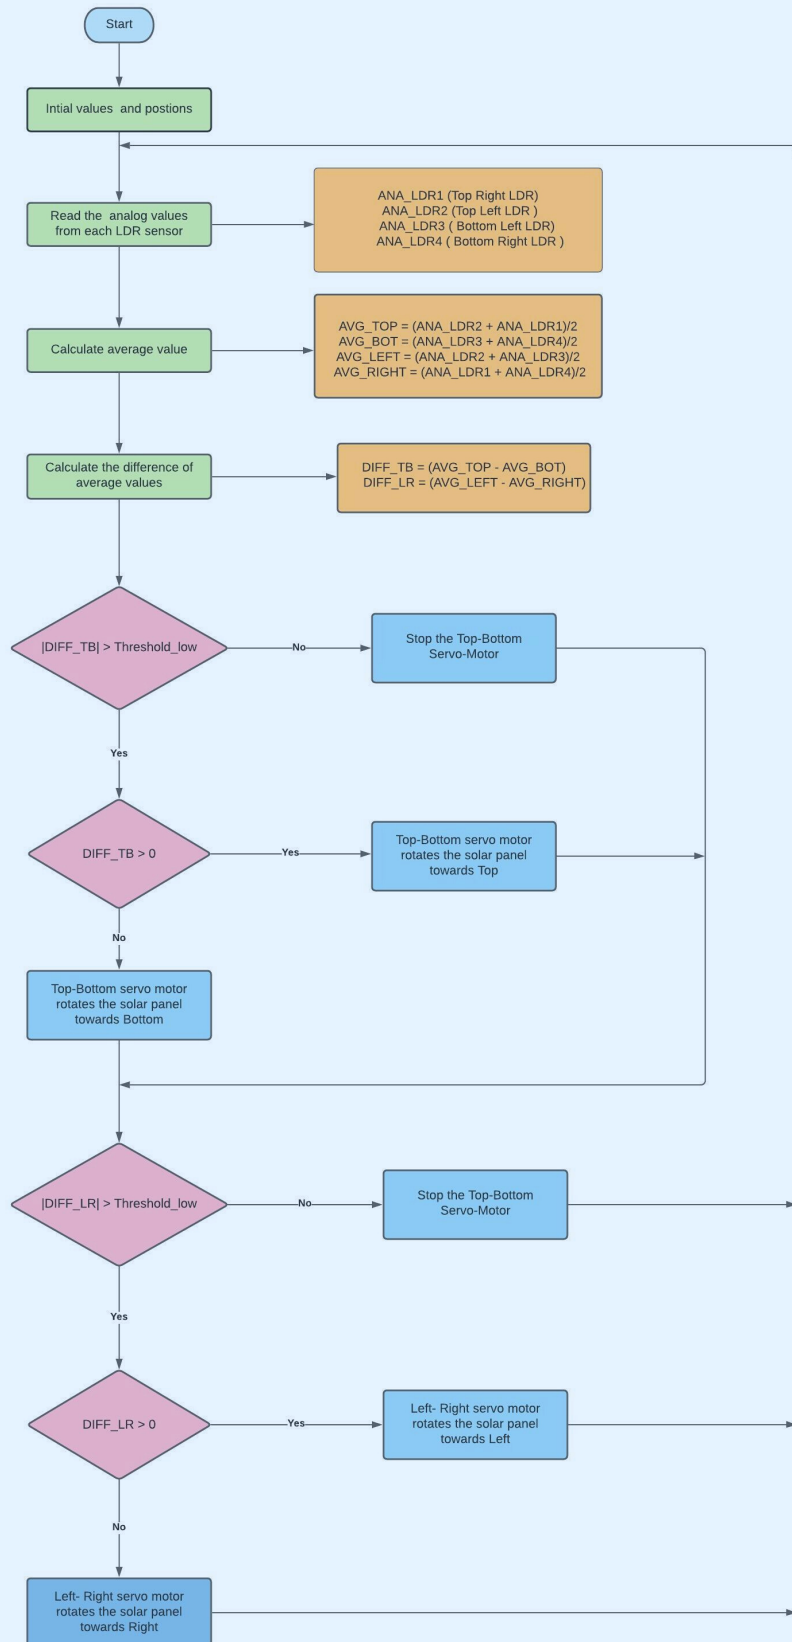 Start
Intial values  and postions
Read the  analog values
from each LDR sensor
ANA_LDR1 (Top Right LDR)
ANA_LDR2 (Top Left LDR )
ANA_LDR3 ( Bottom Left LDR)
ANA_LDR4 ( Bottom Right LDR )
Calculate average value
AVG_TOP = (ANA_LDR2 + ANA_LDR1)/2
AVG_BOT = (ANA_LDR3 + ANA_LDR4)/2
AVG_LEFT = (ANA_LDR2 + ANA_LDR3)/2
AVG_RIGHT = (ANA_LDR1 + ANA_LDR4)/2
Calculate the difference of
average values
DIFF_TB = (AVG_TOP - AVG_BOT)
DIFF_LR = (AVG_LEFT - AVG_RIGHT)
|DIFF_TB| > Threshold_low
No
Stop the Top-Bottom
Servo-Motor
Yes
DIFF_TB > 0
Yes
Top-Bottom servo motor
rotates the solar panel
towards Top
No
Top-Bottom servo motor
rotates the solar panel
towards Bottom
|DIFF_LR| > Threshold_low
No
Stop the Top-Bottom
Servo-Motor
Yes
DIFF_LR > 0
Yes
Left- Right servo motor
rotates the solar panel
towards Left
No
Left- Right servo motor
rotates the solar panel
towards Right